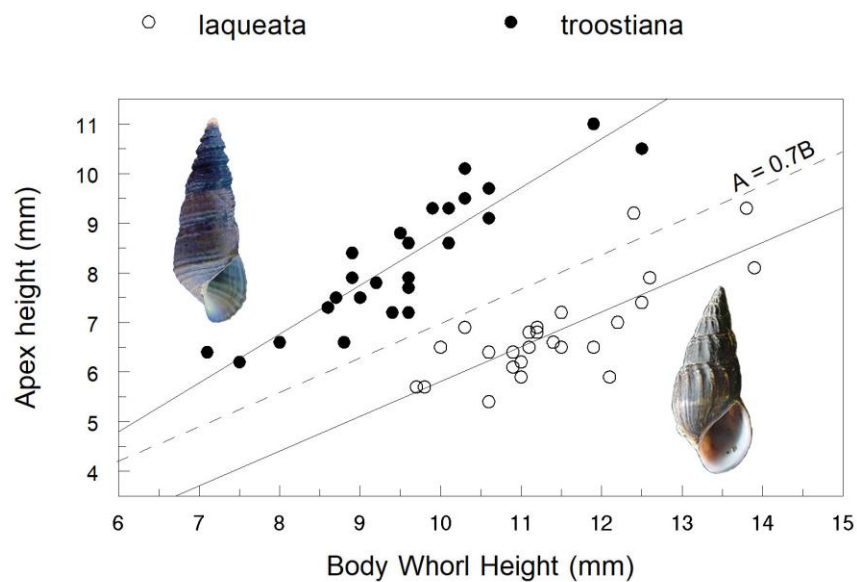 laqueata
troostiana
11
10
9
8
7
6
5
4
Apex height (mm)
A = 0.7B
6 7 8 9 10 11 12 13 14 15
Body Whorl Height (mm)